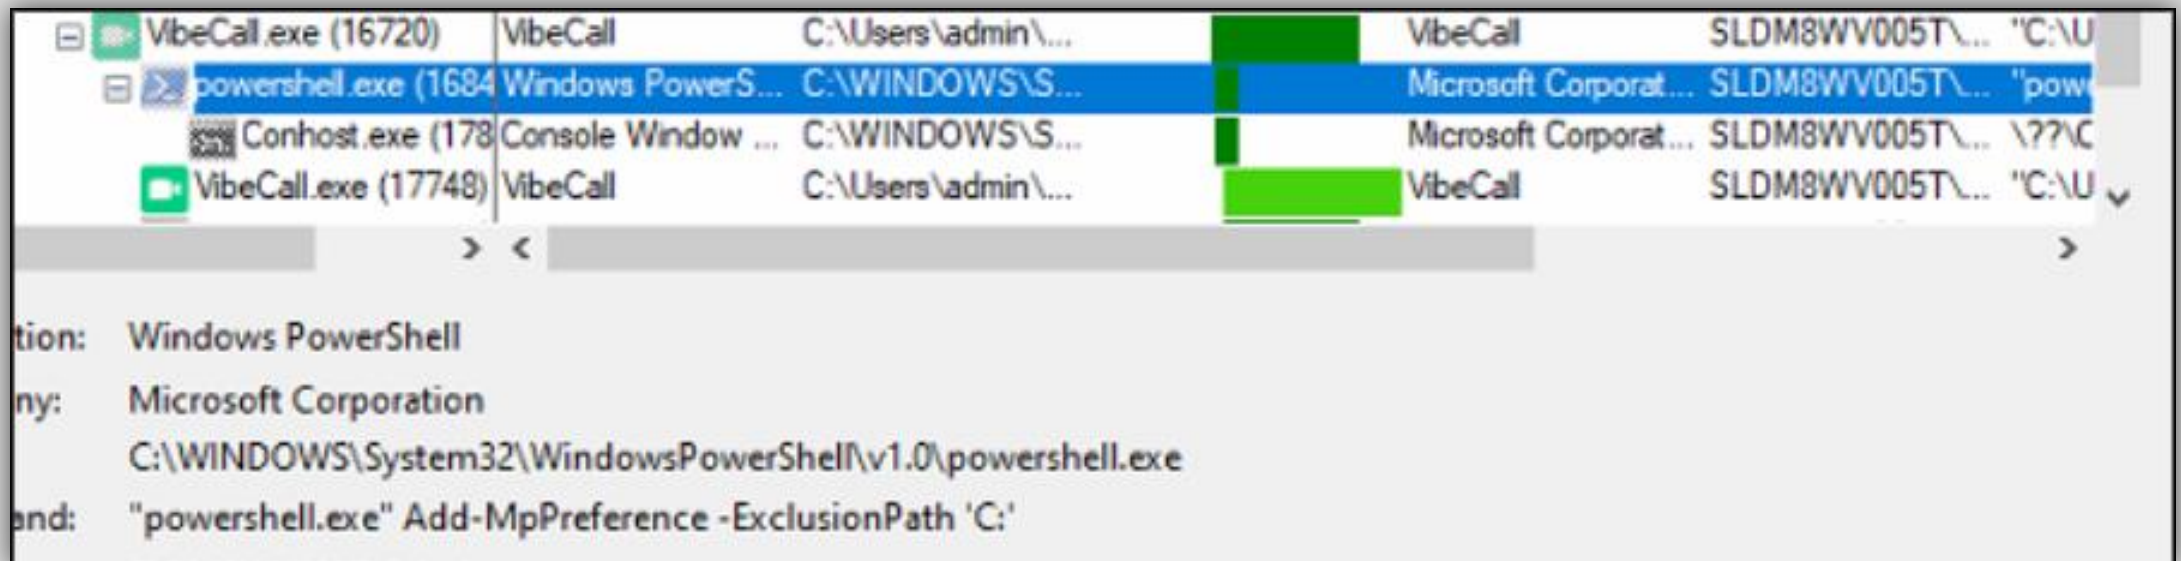 VibeCall.exe (16720) VibeCall C:\Users\admin\... VibeCall SLDM8WV005T\... "C:\U
powershell.exe (1684 Windows PowerS... C:\WINDOWS\S... Microsoft Corporat... SLDM8WV005T\... "powe
Conhost.exe (178 Console Window ... C:\WINDOWS\S... Microsoft Corporat... SLDM8WV005T\... \??\C
VibeCall.exe (17748) VibeCall C:\Users\admin\... VibeCall SLDM8WV005T\... "C:\U
tion: Windows PowerShell
ny: Microsoft Corporation
C:\WINDOWS\System32\WindowsPowerShell\v1.0\powershell.exe
and: "powershell.exe" Add-MpPreference -ExclusionPath 'C:'